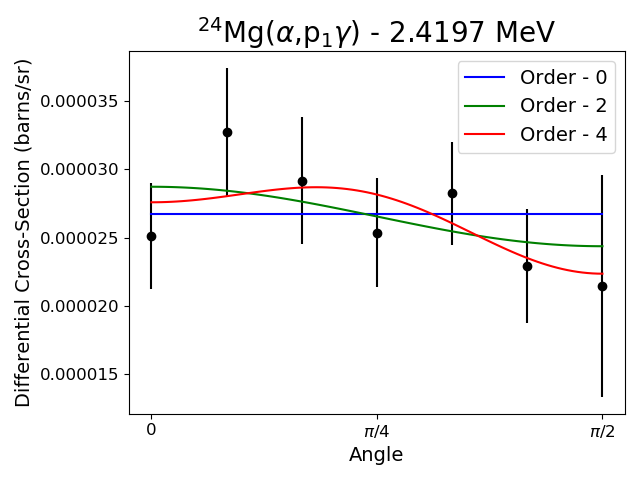 ²⁴Mg(α,p₁γ) - 2.4197 MeV
Order - 0
Order - 2
Order - 4
Differential Cross-Section (barns/sr)
0.000035
0.000030
0.000025
0.000020
0.000015
0
π/4
π/2
Angle